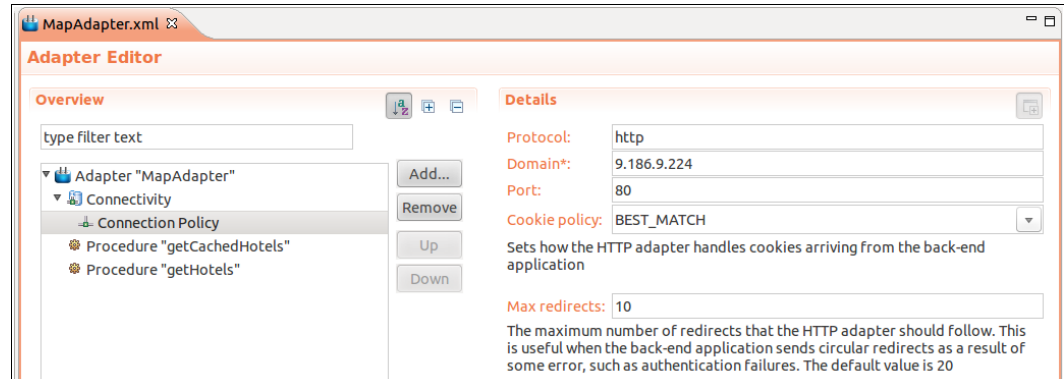 MapAdapter.xml
Adapter Editor
Overview
type filter text
Adapter "MapAdapter"
Connectivity
Connection Policy
Procedure "getCachedHotels"
Procedure "getHotels"
Add...
Remove
Up
Down
Details
Protocol: http
Domain*: 9.186.9.224
Port: 80
Cookie policy: BEST_MATCH
Sets how the HTTP adapter handles cookies arriving from the back-end
application
Max redirects: 10
The maximum number of redirects that the HTTP adapter should follow. This
is useful when the back-end application sends circular redirects as a result of
some error, such as authentication failures. The default value is 20